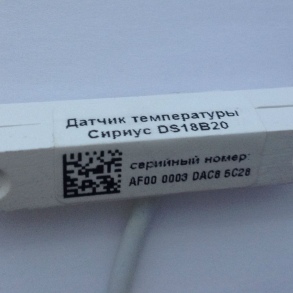 Датчик температуры
Сириус DS18B20
серийный номер:
AF00 0003 DAC8 5C28